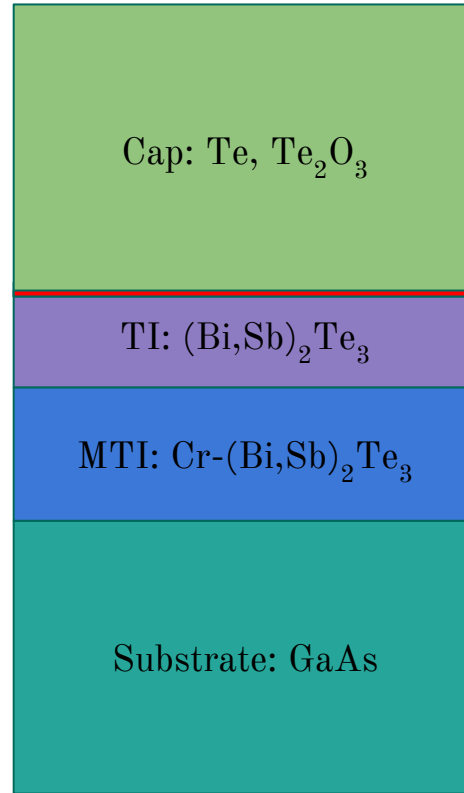 Cap: Te, Te₂O₃
TI: (Bi,Sb)₂Te₃
MTI: Cr-(Bi,Sb)₂Te₃
Substrate: GaAs